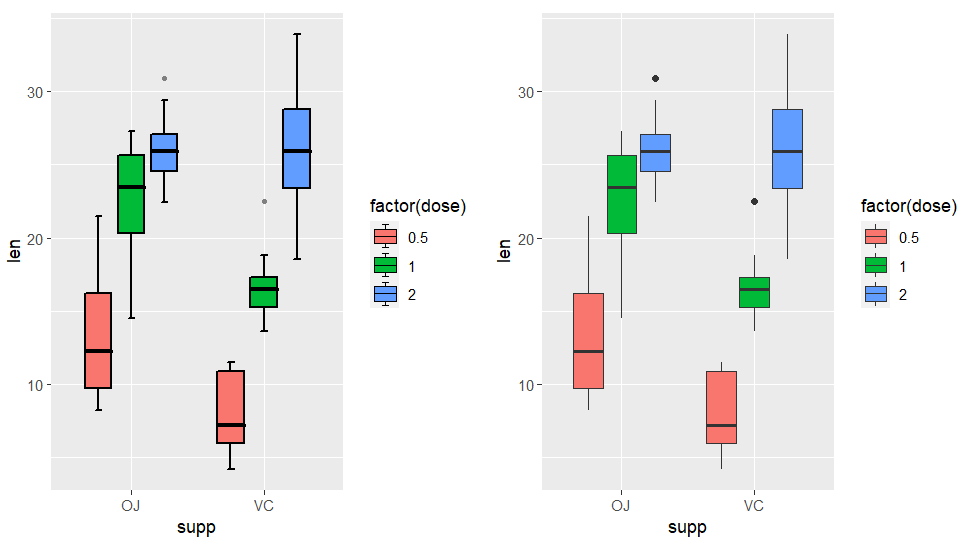 len
30
20
10
OJ
VC
supp
factor(dose)
0.5
1
2
len
30
20
10
OJ
VC
supp
factor(dose)
0.5
1
2